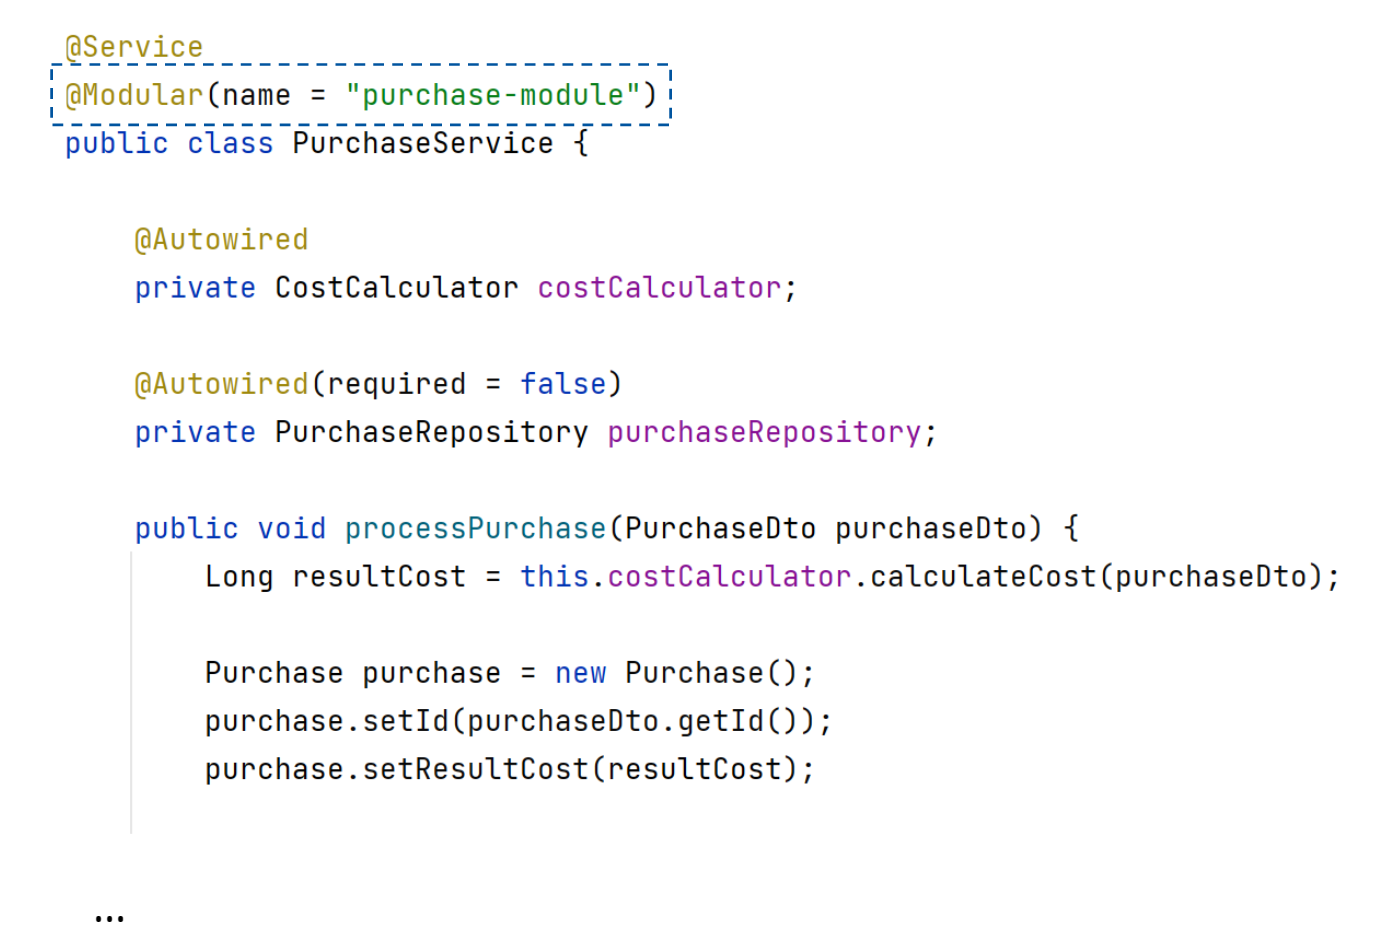 @Service
@Modular(name = "purchase-module")
public class PurchaseService {
@Autowired
private CostCalculator costCalculator;
@Autowired(required = false)
private PurchaseRepository purchaseRepository;
public void processPurchase(PurchaseDto purchaseDto) {
Long resultCost = this.costCalculator.calculateCost(purchaseDto);
Purchase purchase = new Purchase();
purchase.setId(purchaseDto.getId());
purchase.setResultCost(resultCost);
...